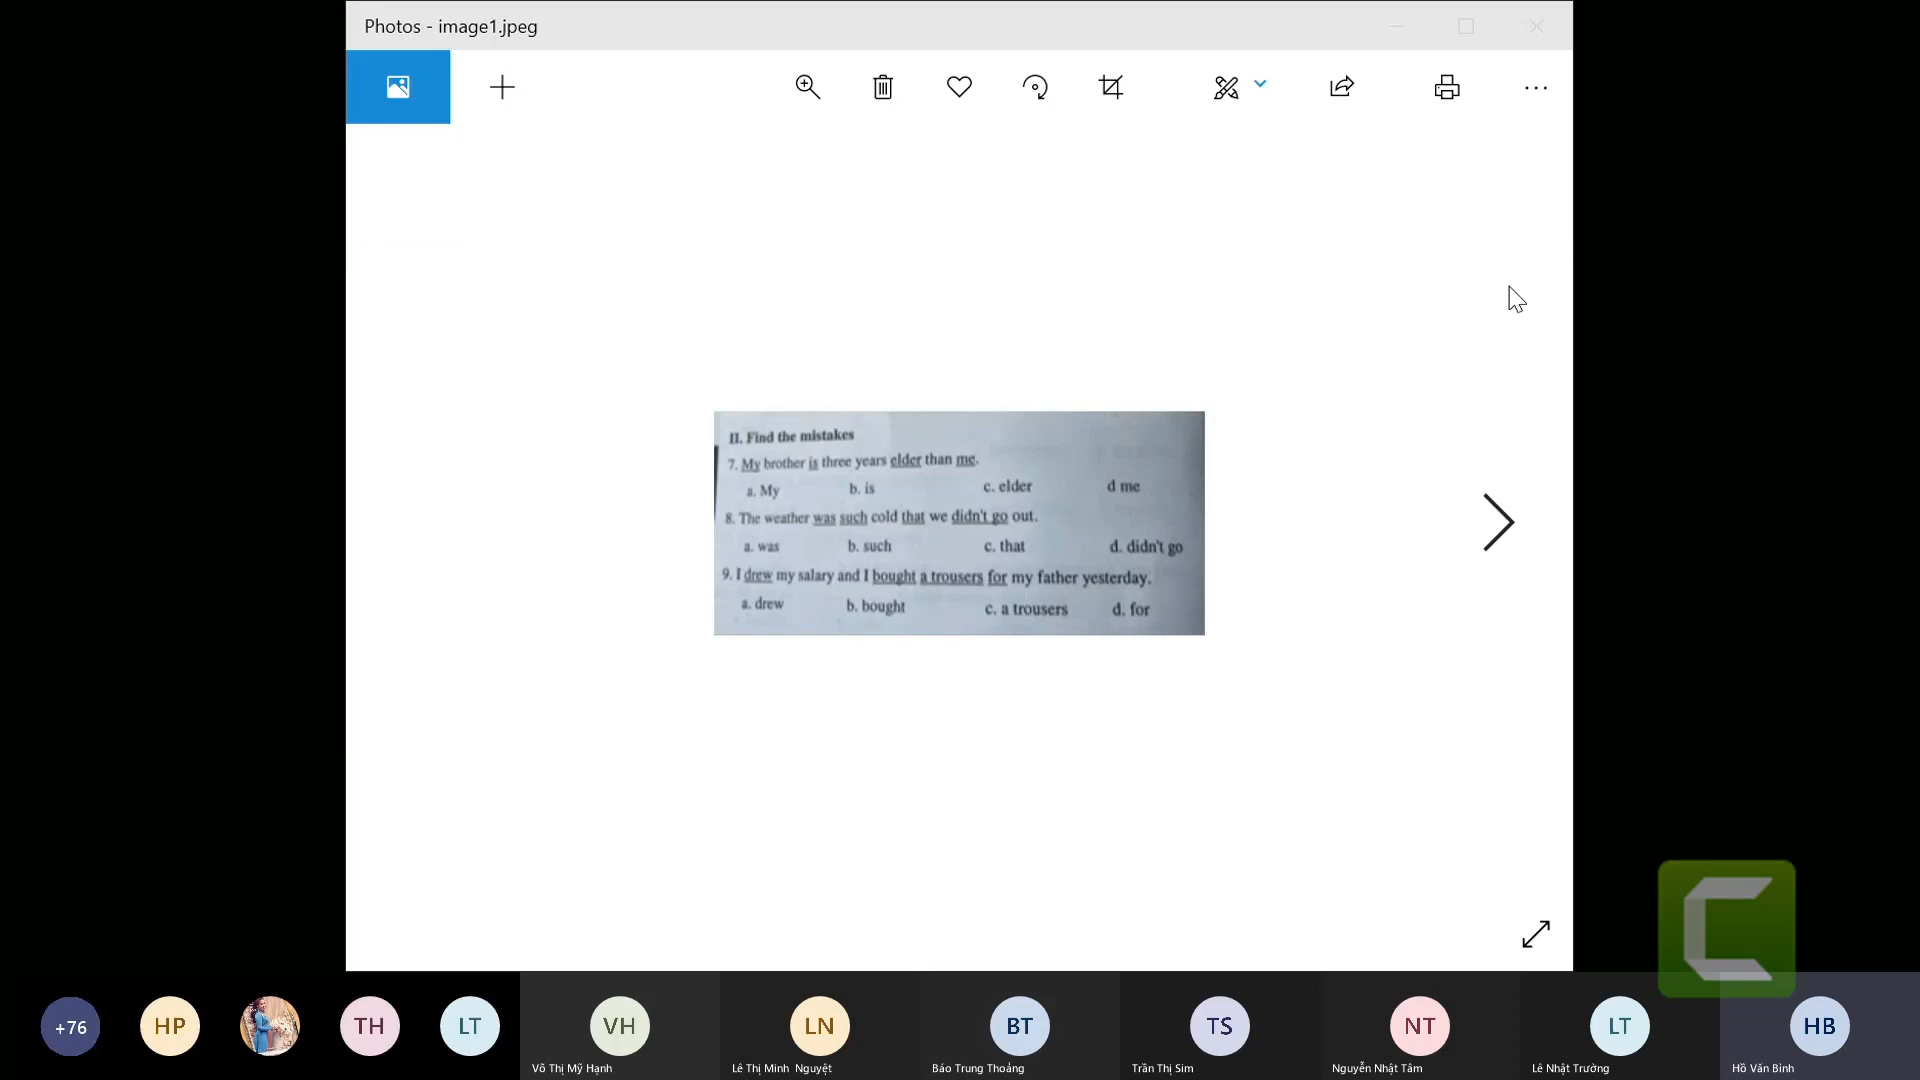 Photos - image1.jpeg
II. Find the mistakes
7. My brother is three years elder than me.
a. My b. is c. elder d me
8. The weather was such cold that we didn't go out.
a. was b. such c. that d. didn't go
9. I drew my salary and I bought a trousers for my father yesterday.
a. drew b. bought c. a trousers d. for
+76 HP TH LT VH LN BT TS NT LT HB
Võ Thị Mỹ Hạnh Lê Thị Minh Nguyệt Báo Trung Thoảng Trần Thị Sim Nguyễn Nhật Tâm Lê Nhật Trường Hồ Văn Bình